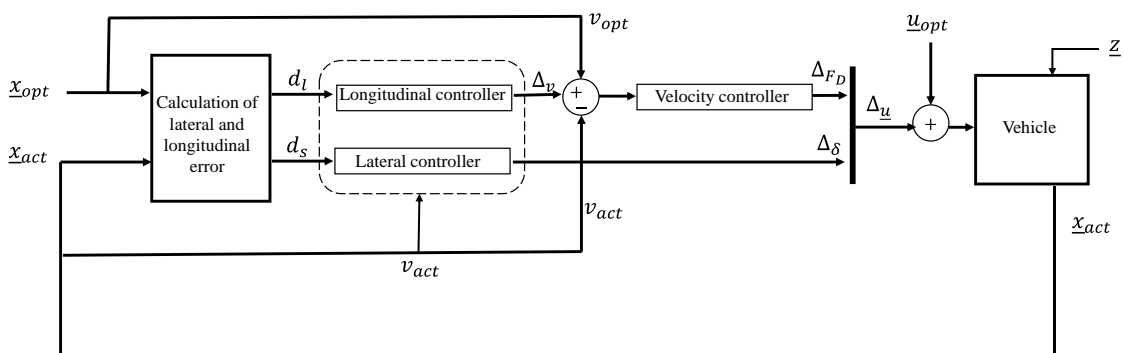 v_opt
u_opt
z
x_opt
Calculation of
lateral and
longitudinal
error
d_l
Longitudinal controller
Δ_v
+
−
Velocity controller
Δ_F_D
Δ_u
+
Vehicle
x_act
d_s
Lateral controller
Δ_δ
v_act
x_act
v_act